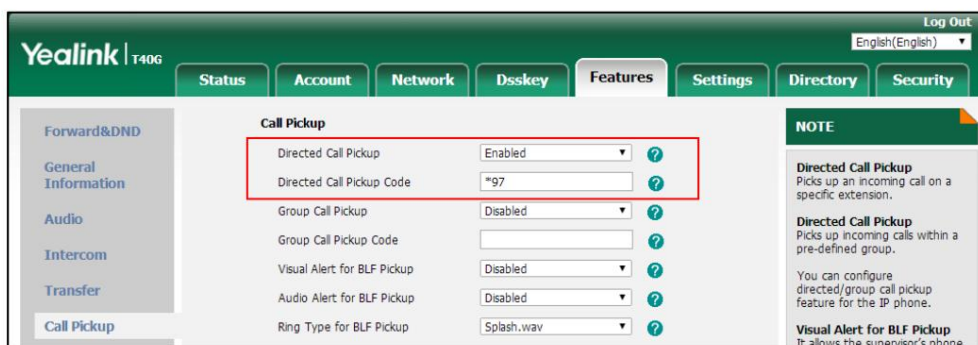 Log Out
English(English)
Yealink | T40G
Status Account Network Dsskey Features Settings Directory Security
Forward&DND
General
Information
Audio
Intercom
Transfer
Call Pickup
Call Pickup
Directed Call Pickup Enabled
Directed Call Pickup Code *97
Group Call Pickup Disabled
Group Call Pickup Code
Visual Alert for BLF Pickup Disabled
Audio Alert for BLF Pickup Disabled
Ring Type for BLF Pickup Splash.wav
NOTE
Directed Call Pickup
Picks up an incoming call on a
specific extension.
Directed Call Pickup
Picks up incoming calls within a
pre-defined group.
You can configure
directed/group call pickup
feature for the IP phone.
Visual Alert for BLF Pickup
It allows the supervisor's phone